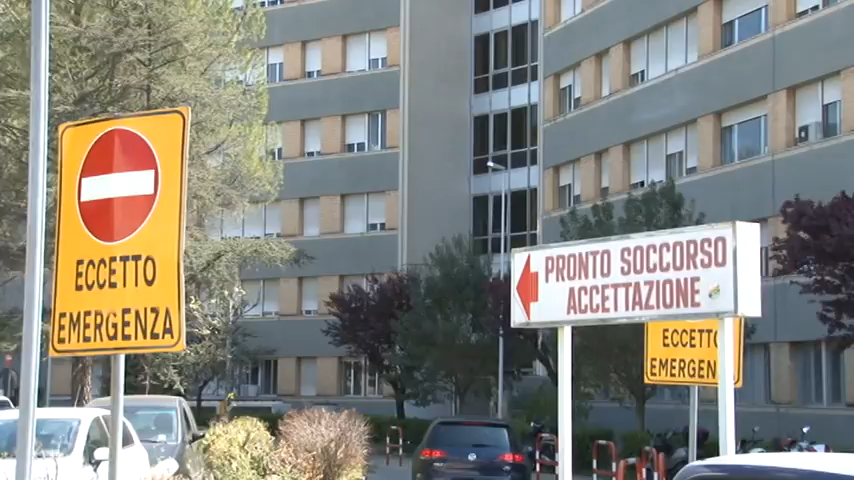 ECCETTO
EMERGENZA
PRONTO SOCCORSO
ACCETTAZIONE
ECCETTO
EMERGEN